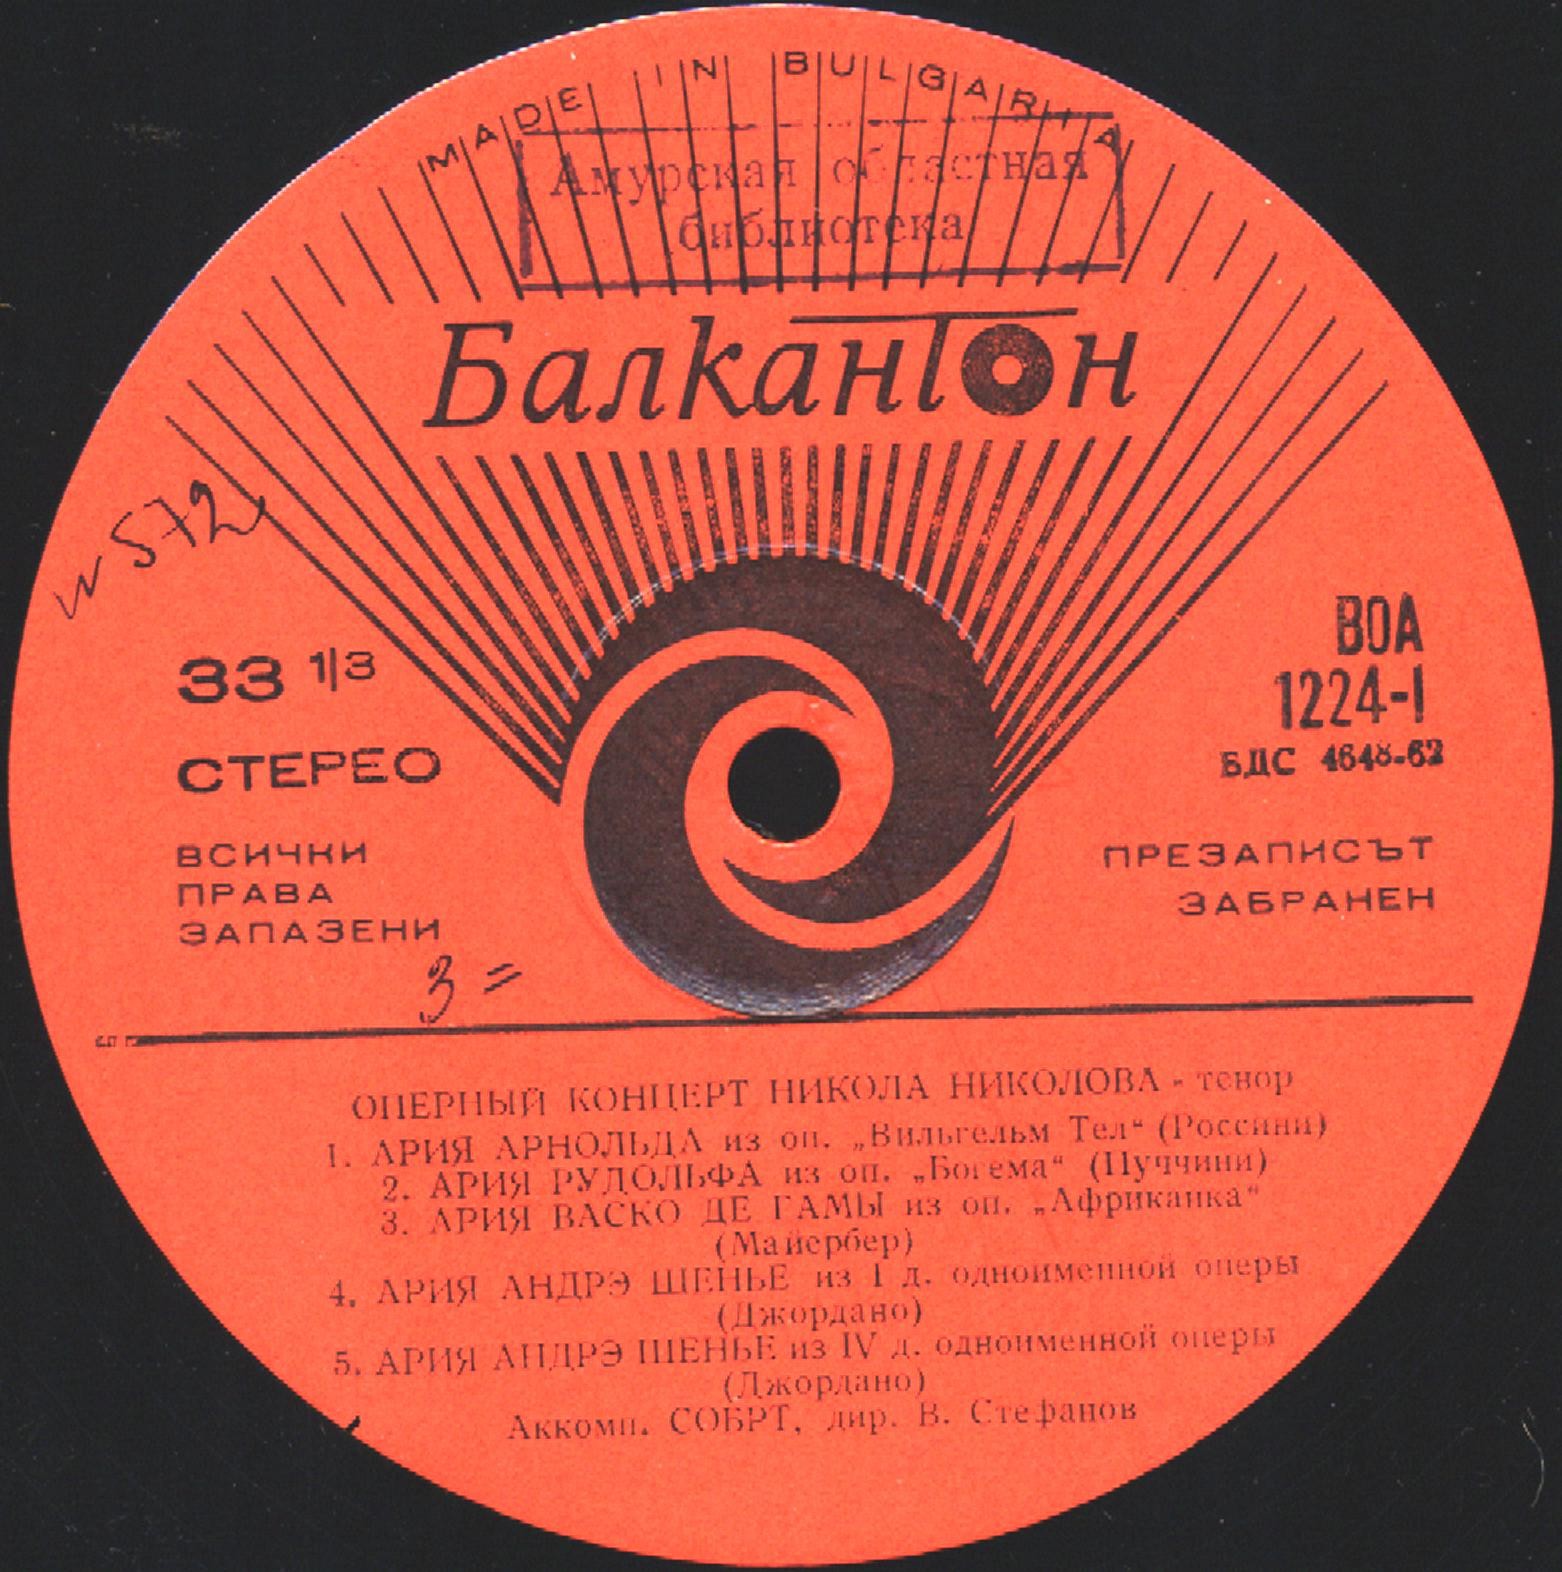 MADE IN BULGARIA
Амурская областная
библиотека
Балкантон
572
33 1/3
СТЕРЕО
ВСИЧКИ
ПРАВА
ЗАПАЗЕНИ
3 =
ВОА
1224-I
БДС 4648-62
ПРЕЗАПИСЪТ
ЗАБРАНЕН
ОПЕРНЫЙ КОНЦЕРТ НИКОЛА НИКОЛОВА - тенор
1. АРИЯ АРНОЛЬДА из оп. „Вильгельм Тел“ (Россини)
2. АРИЯ РУДОЛЬФА из оп. „Богема“ (Пуччини)
3. АРИЯ ВАСКО ДЕ ГАМЫ из оп. „Африканка“
(Майербер)
4. АРИЯ АНДРЭ ШЕНЬЕ из I д. одноименной оперы
(Джордано)
5. АРИЯ АНДРЭ ШЕНЬЕ из IV д. одноименной оперы
(Джордано)
Аккомп. СОБРТ, дир. В. Стефанов